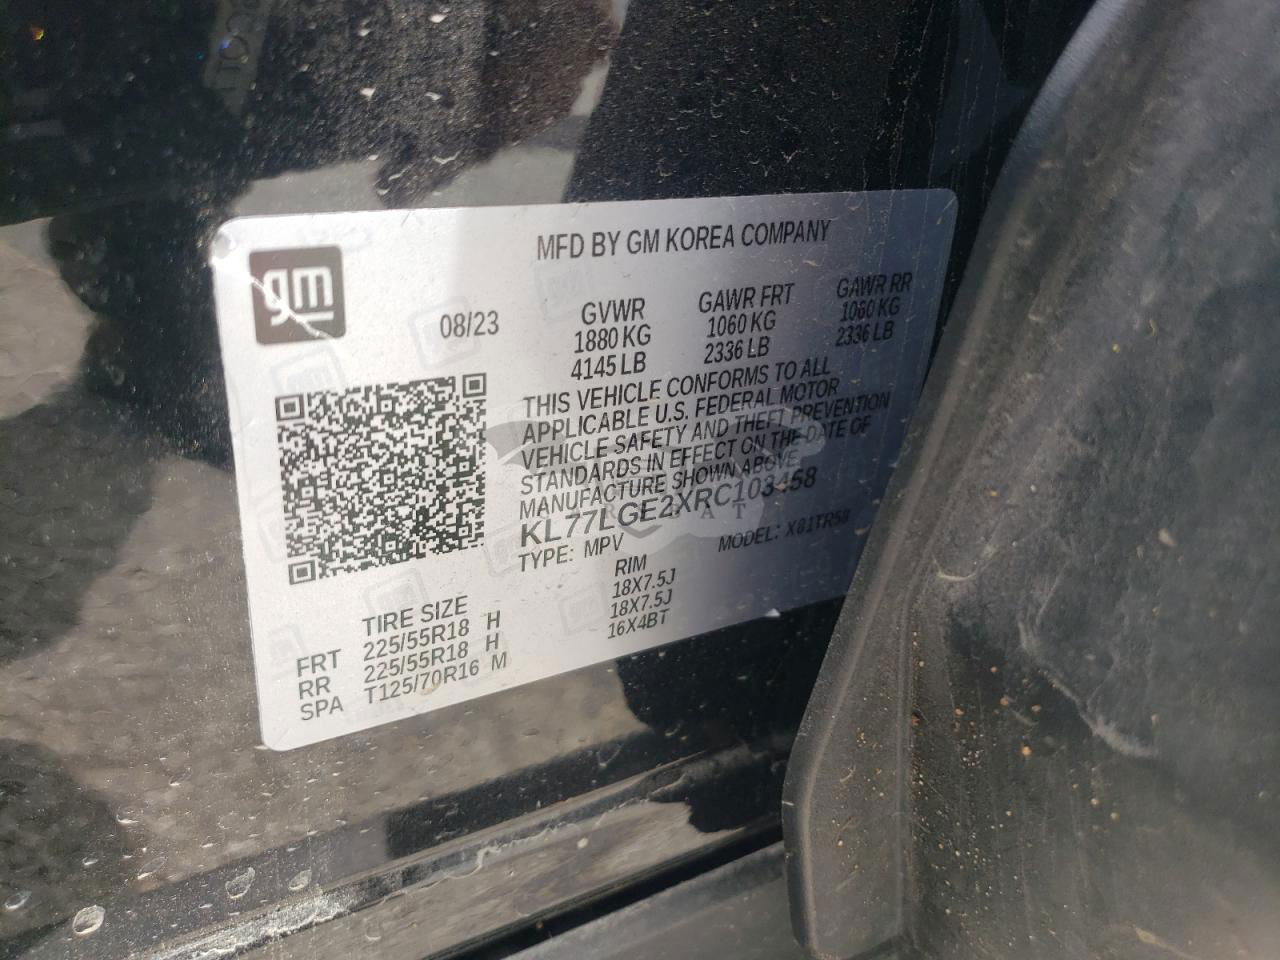 gm
MFD BY GM KOREA COMPANY
08/23
GVWR GAWR FRT GAWR RR
1880 KG 1060 KG 1060 KG
4145 LB 2336 LB 2336 LB
THIS VEHICLE CONFORMS TO ALL
APPLICABLE U.S. FEDERAL MOTOR
VEHICLE SAFETY AND THEFT PREVENTION
STANDARDS IN EFFECT ON THE DATE OF
MANUFACTURE SHOWN ABOVE.
KL77LGE2XRC103458
TYPE: MPV MODEL: X81TR58
TIRE SIZE RIM
FRT 225/55R18 H 18X7.5J
RR 225/55R18 H 18X7.5J
SPA T125/70R16 M 16X4BT